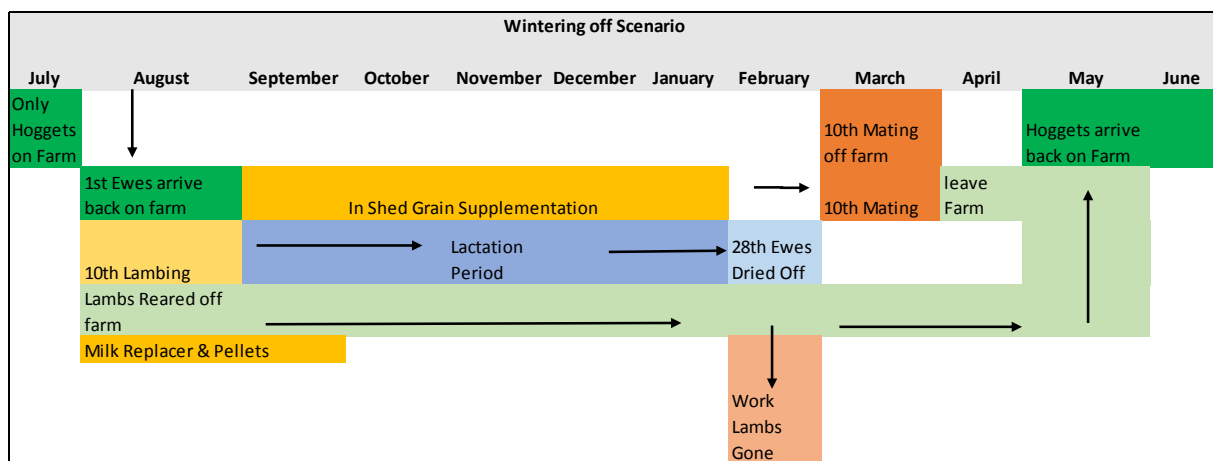 Wintering off Scenario
July August September October November December January February March April May June
Only
Hoggets
on Farm
10th Mating
off farm
Hoggets arrive
back on Farm
1st Ewes arrive
back on farm
In Shed Grain Supplementation
10th Mating
leave
Farm
10th Lambing
Lactation
Period
28th Ewes
Dried Off
Lambs Reared off
farm
Milk Replacer & Pellets
Work
Lambs
Gone